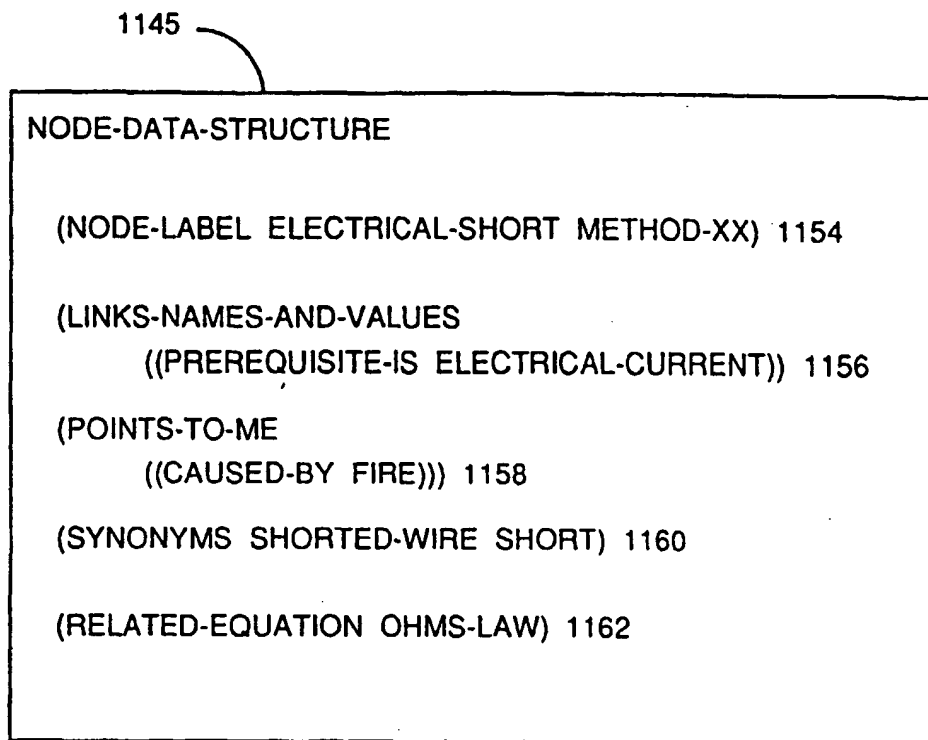 1145
NODE-DATA-STRUCTURE
(NODE-LABEL ELECTRICAL-SHORT METHOD-XX) 1154
(LINKS-NAMES-AND-VALUES
((PREREQUISITE-IS ELECTRICAL-CURRENT)) 1156
(POINTS-TO-ME
((CAUSED-BY FIRE))) 1158
(SYNONYMS SHORTED-WIRE SHORT) 1160
(RELATED-EQUATION OHMS-LAW) 1162